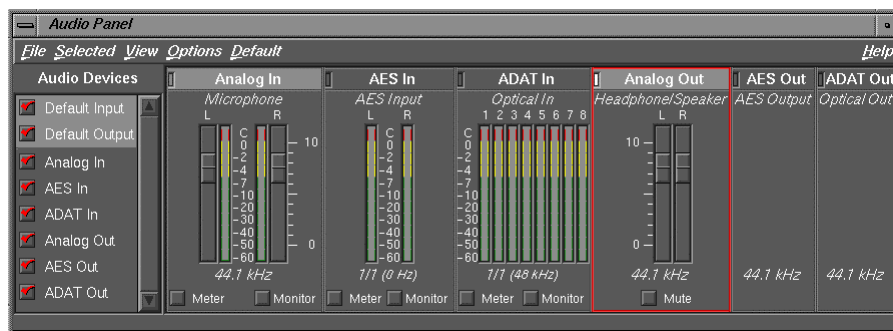 Audio Panel
File Selected View Options Default Help
Audio Devices
Default Input
Default Output
Analog In
AES In
ADAT In
Analog Out
AES Out
ADAT Out
Analog In
Microphone
L R
C
0
-2
-4
-7
-10
-20
-30
-40
-50
-60
10
0
44.1 kHz
Meter Monitor
AES In
AES Input
L R
C
0
-2
-4
-7
-10
-20
-30
-40
-50
-60
1/1 (0 Hz)
Meter Monitor
ADAT In
Optical In
1 2 3 4 5 6 7 8
C
0
-2
-4
-7
-10
-20
-30
-40
-50
-60
1/1 (48 kHz)
Meter Monitor
Analog Out
Headphone/Speaker
L R
10
0
44.1 kHz
Mute
AES Out
AES Output
44.1 kHz
ADAT Out
Optical Out
44.1 kHz